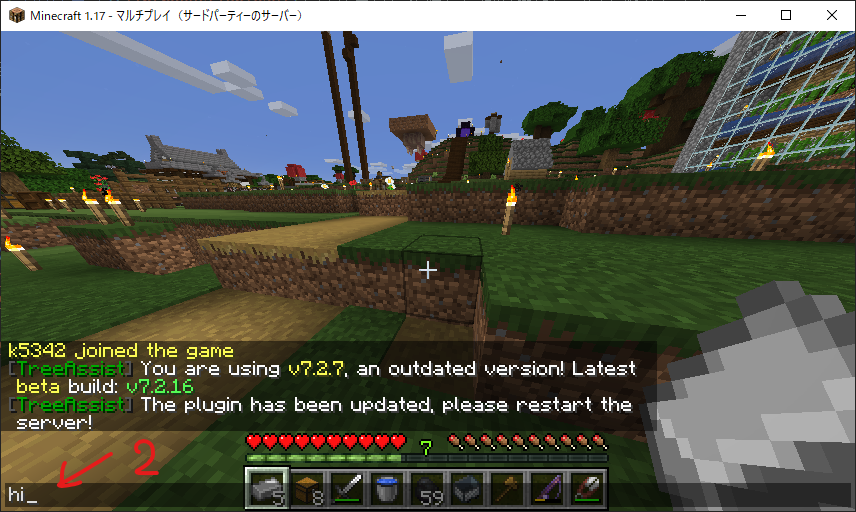 Minecraft 1.17 - マルチプレイ（サードパーティーのサーバー）
k5342 joined the game
[TreeAssist] You are using v7.2.7, an outdated version! Latest
beta build: v7.2.16
[TreeAssist] The plugin has been updated, please restart the
server!
7
2
hi_
5 8 59